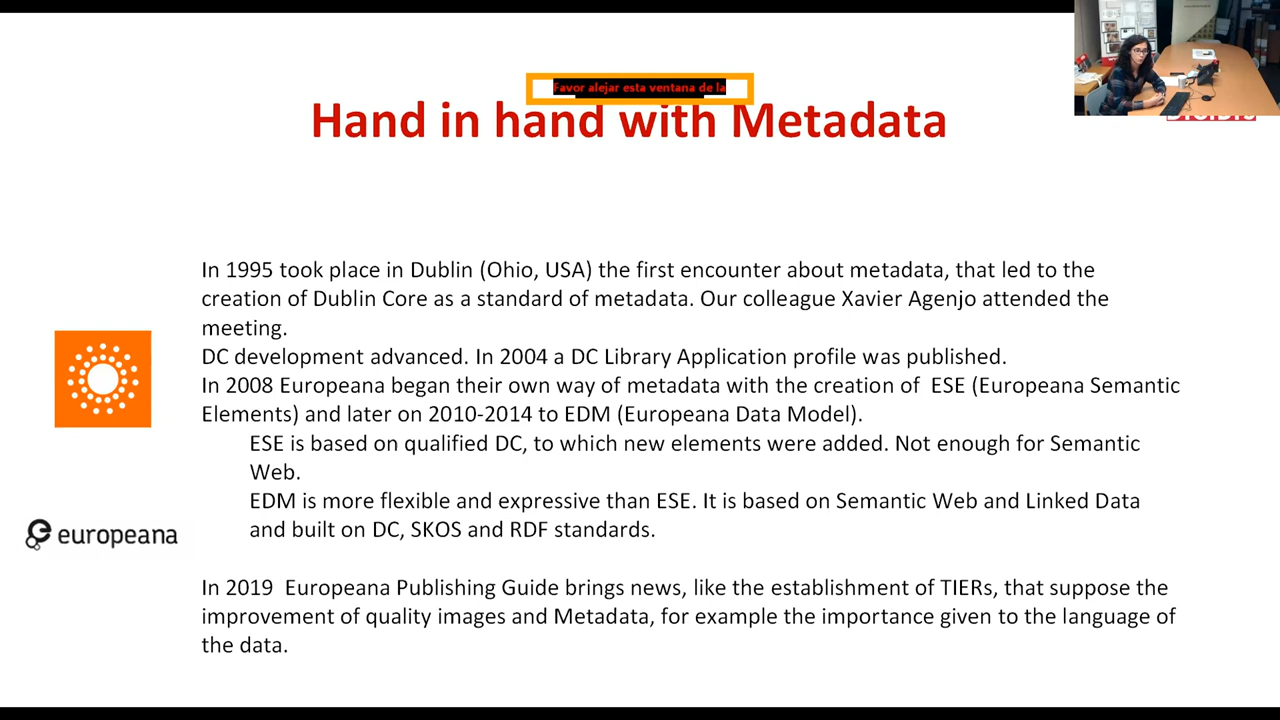 Favor alejar esta ventana de la
Hand in hand with Metadata
In 1995 took place in Dublin (Ohio, USA) the first encounter about metadata, that led to the
creation of Dublin Core as a standard of metadata. Our colleague Xavier Agenjo attended the
meeting.
DC development advanced. In 2004 a DC Library Application profile was published.
In 2008 Europeana began their own way of metadata with the creation of ESE (Europeana Semantic
Elements) and later on 2010-2014 to EDM (Europeana Data Model).
ESE is based on qualified DC, to which new elements were added. Not enough for Semantic
Web.
EDM is more flexible and expressive than ESE. It is based on Semantic Web and Linked Data
and built on DC, SKOS and RDF standards.
europeana
In 2019 Europeana Publishing Guide brings news, like the establishment of TIERs, that suppose the
improvement of quality images and Metadata, for example the importance given to the language of
the data.